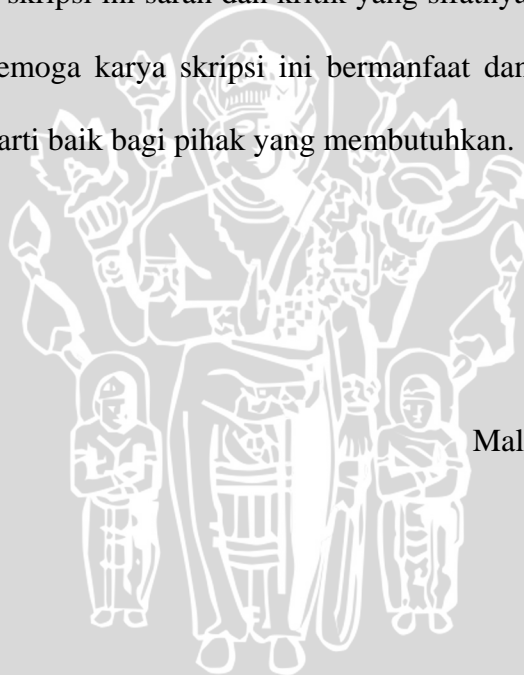 skripsi ini saran dan kritik yang sifatnya
emoga karya skripsi ini bermanfaat dan
arti baik bagi pihak yang membutuhkan.
Mal